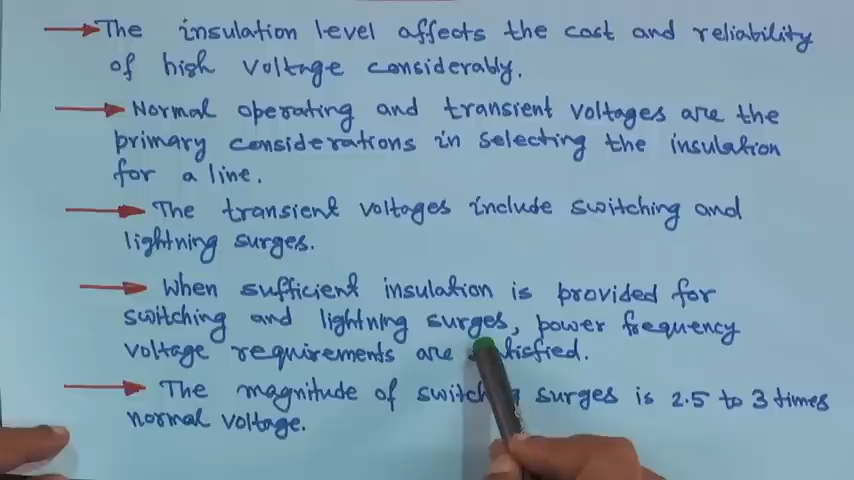 The insulation level affects the cost and reliability
of high voltage considerably.
Normal operating and transient voltages are the
primary considerations in selecting the insulation
for a line.
The transient voltages include switching and
lightning surges.
When sufficient insulation is provided for
switching and lightning surges, power frequency
voltage requirements are satisfied.
The magnitude of switching surges is 2.5 to 3 times
normal voltage.